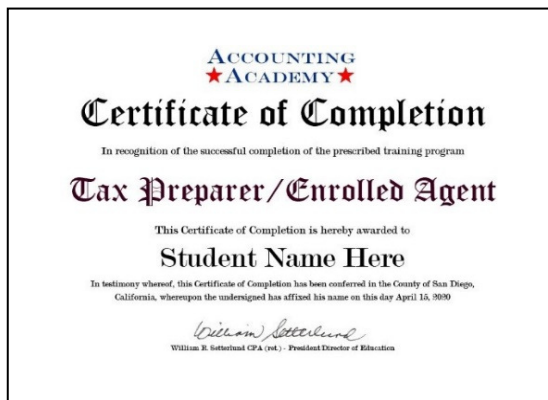 ACCOUNTING
★ACADEMY★
Certificate of Completion
In recognition of the successful completion of the prescribed training program
Tax Preparer/Enrolled Agent
This Certificate of Completion is hereby awarded to
Student Name Here
In testimony whereof, this Certificate of Completion has been conferred in the County of San Diego,
California, whereupon the undersigned has affixed his name on this day April 15, 2020
William Setterlund
William R. Setterlund CPA (ret.) - President Director of Education